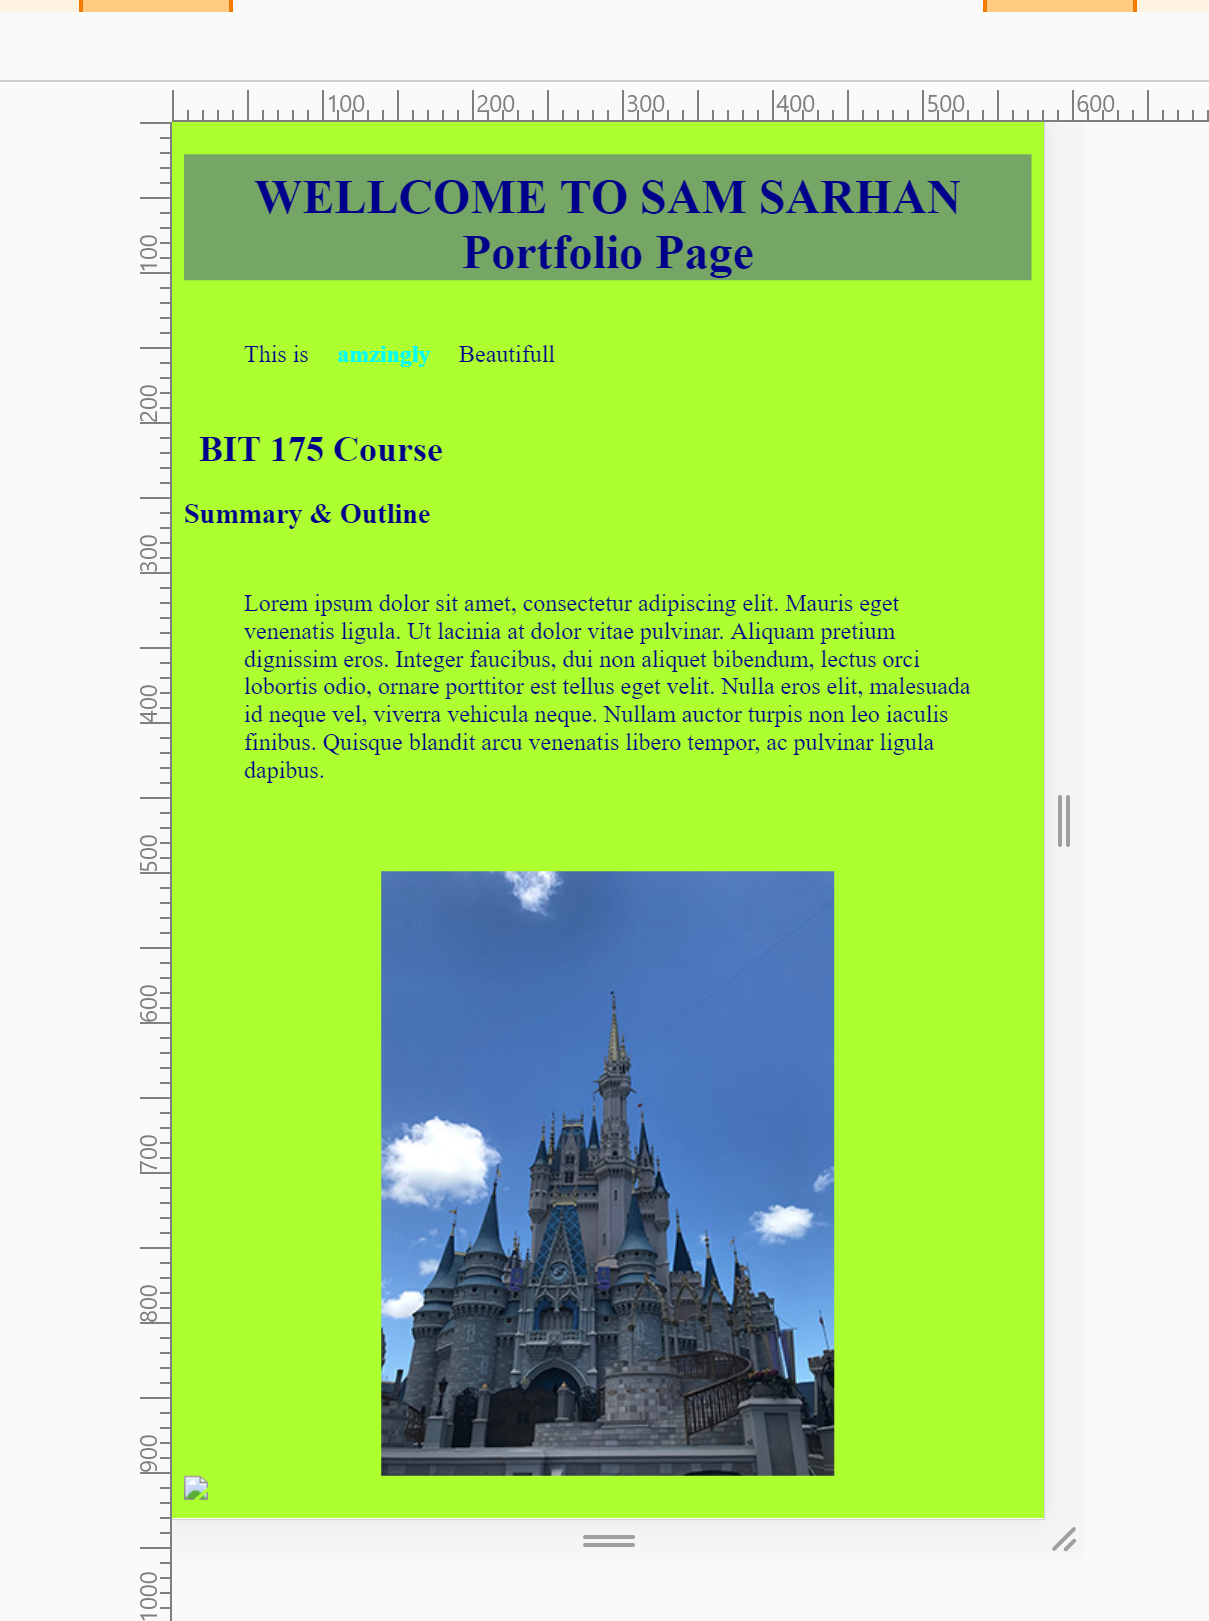 100 200 300 400 500 600
100
200
300
400
500
600
700
800
900
1000
WELLCOME TO SAM SARHAN
Portfolio Page
This is amzingly Beautifull
BIT 175 Course
Summary & Outline
Lorem ipsum dolor sit amet, consectetur adipiscing elit. Mauris eget
venenatis ligula. Ut lacinia at dolor vitae pulvinar. Aliquam pretium
dignissim eros. Integer faucibus, dui non aliquet bibendum, lectus orci
lobortis odio, ornare porttitor est tellus eget velit. Nulla eros elit, malesuada
id neque vel, viverra vehicula neque. Nullam auctor turpis non leo iaculis
finibus. Quisque blandit arcu venenatis libero tempor, ac pulvinar ligula
dapibus.